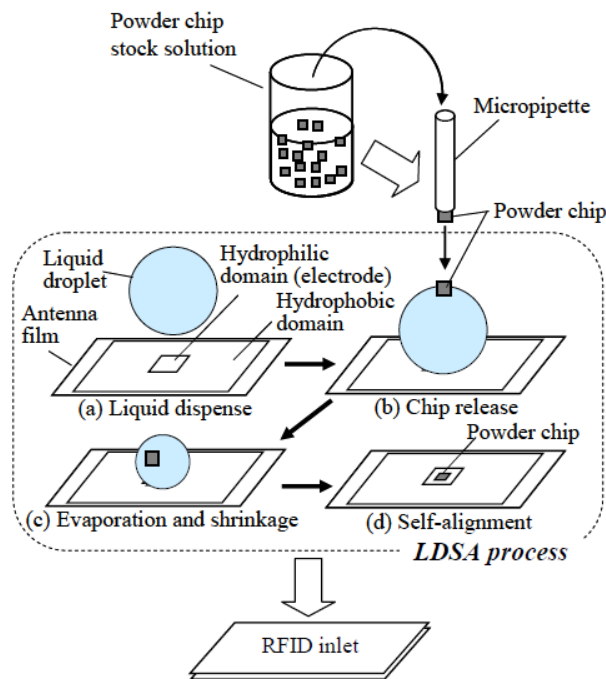 Powder chip
stock solution
Micropipette
Powder chip
Liquid
droplet
Hydrophilic
domain (electrode)
Hydrophobic
domain
Antenna
film
(a) Liquid dispense
(b) Chip release
Powder chip
(c) Evaporation and shrinkage
(d) Self-alignment
LDSA process
RFID inlet